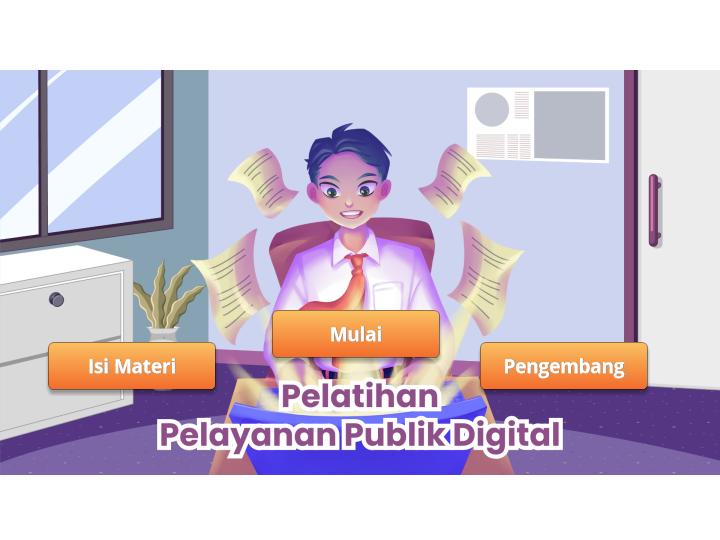 Mulai
Isi Materi
Pengembang
Pelatihan
Pelayanan Publik Digital